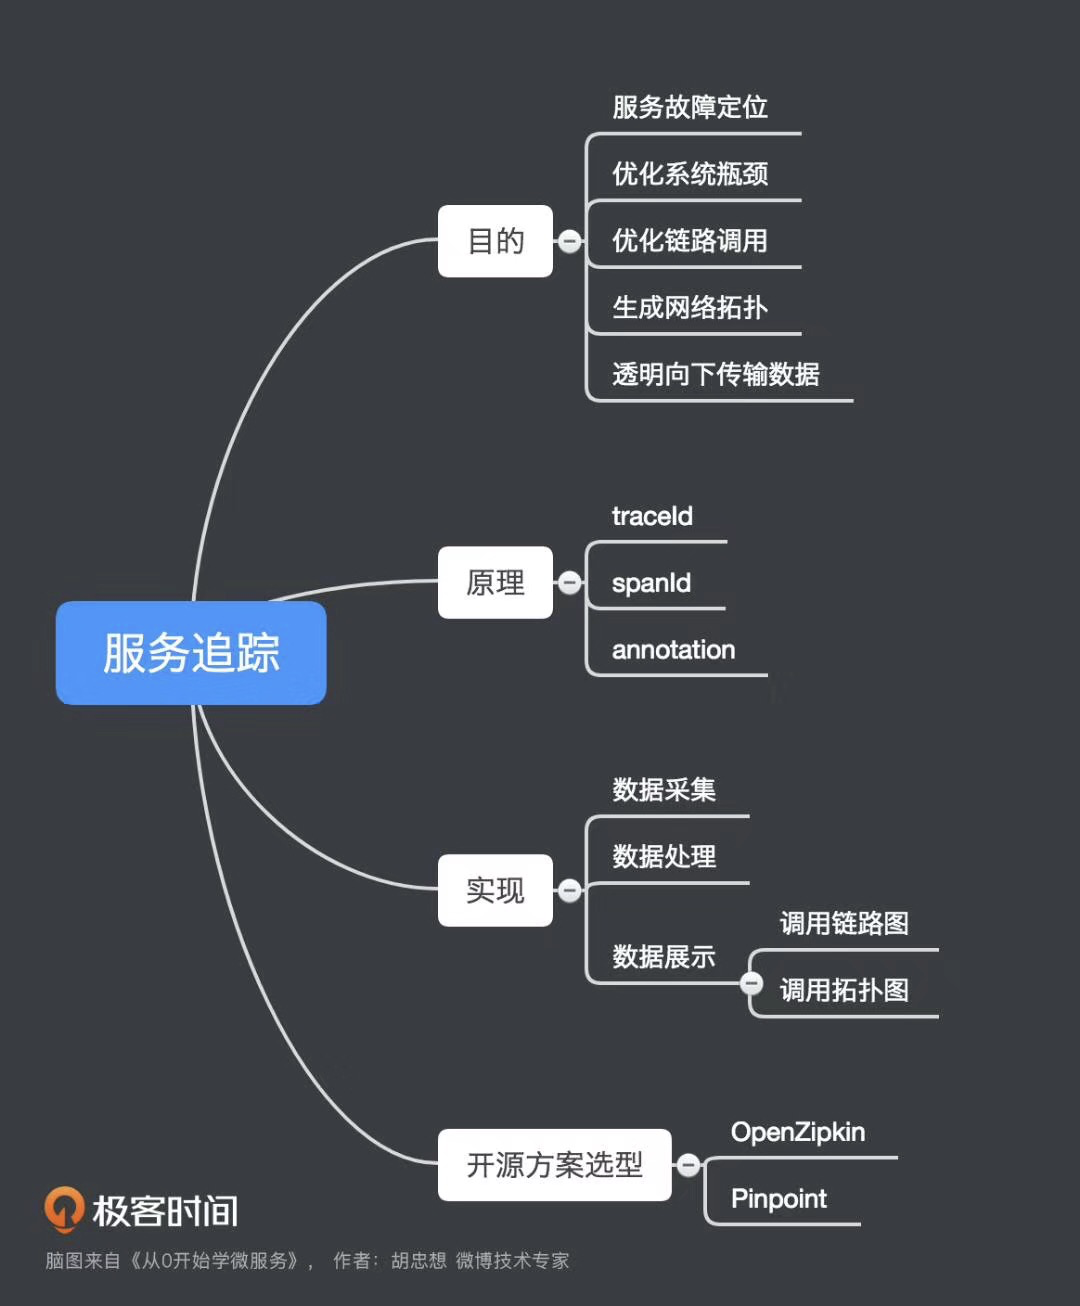 服务故障定位
优化系统瓶颈
目的
优化链路调用
生成网络拓扑
透明向下传输数据
traceId
原理
spanId
annotation
服务追踪
数据采集
数据处理
实现
数据展示
调用链路图
调用拓扑图
开源方案选型
OpenZipkin
Pinpoint
极客时间
脑图来自《从0开始学微服务》， 作者：胡忠想 微博技术专家